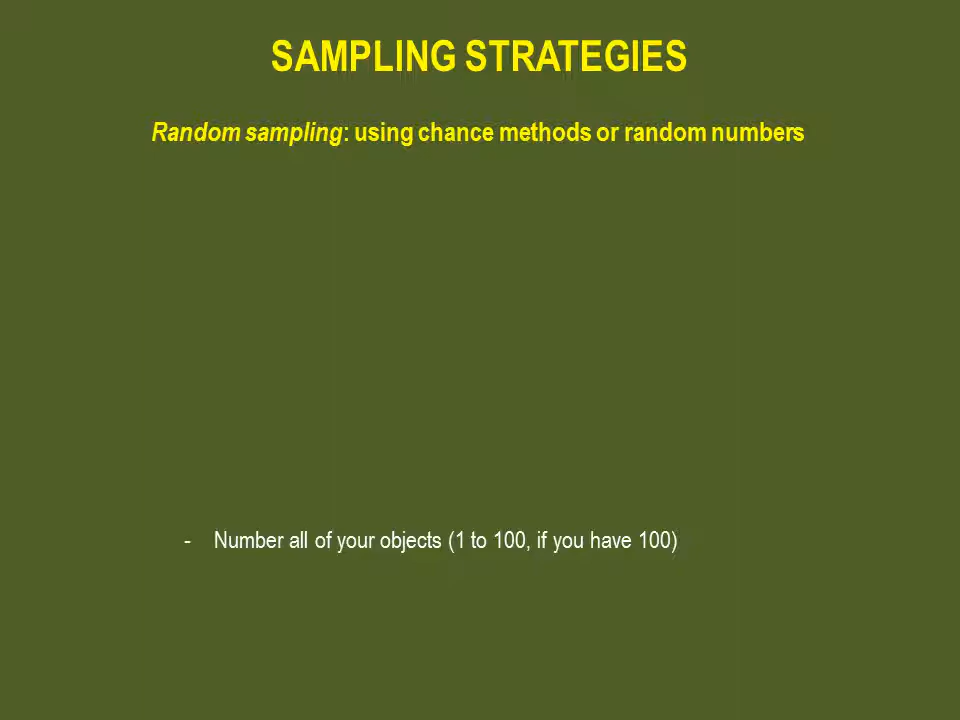 SAMPLING STRATEGIES
Random sampling: using chance methods or random numbers
- Number all of your objects (1 to 100, if you have 100)